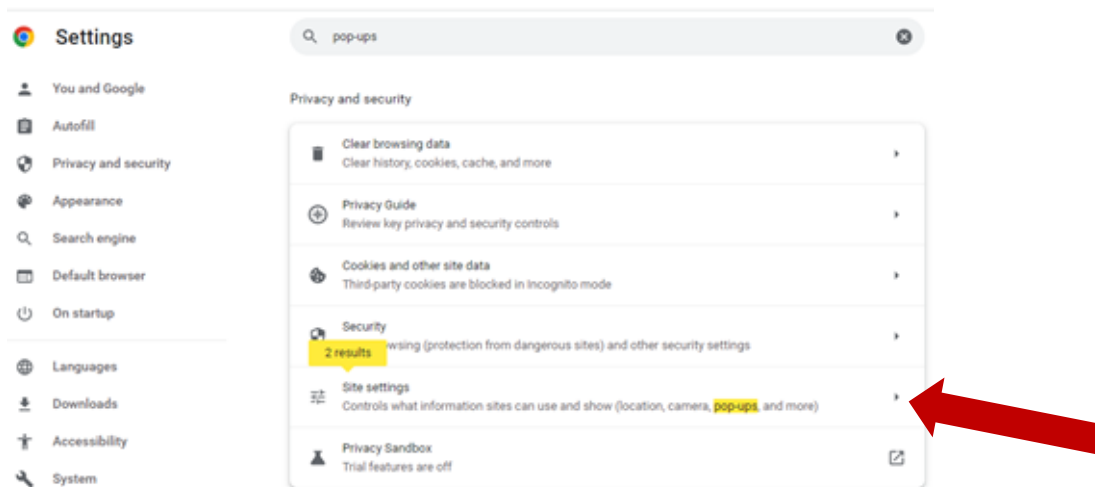 Settings
pop-ups
You and Google
Autofill
Privacy and security
Appearance
Search engine
Default browser
On startup
Languages
Downloads
Accessibility
System
Privacy and security
Clear browsing data
Clear history, cookies, cache, and more
Privacy Guide
Review key privacy and security controls
Cookies and other site data
Third-party cookies are blocked in Incognito mode
Security
2 results
(protection from dangerous sites) and other security settings
Site settings
Controls what information sites can use and show (location, camera, pop-ups, and more)
Privacy Sandbox
Trial features are off